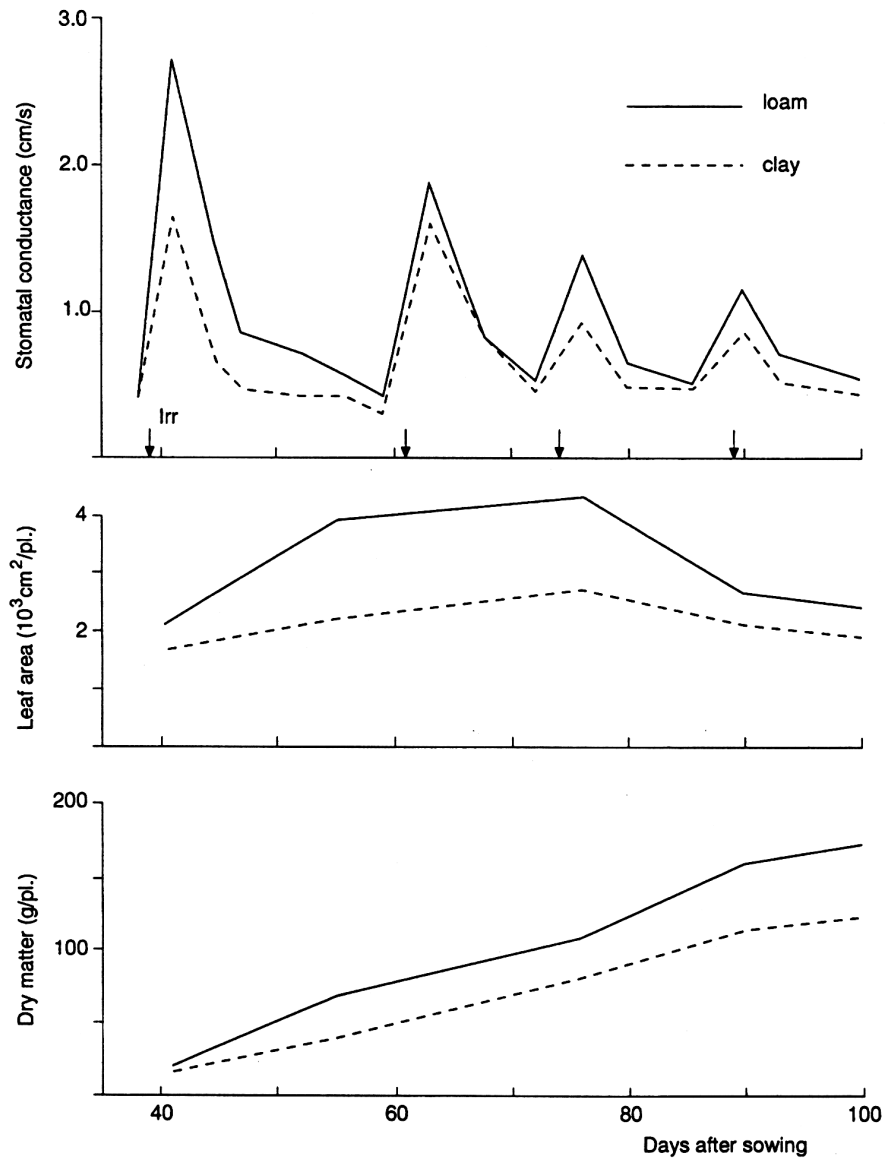 Stomatal conductance (cm/s)
3.0
2.0
1.0
loam
clay
Irr
Leaf area (10³cm²/pl.)
4
2
Dry matter (g/pl.)
200
100
40
60
80
100
Days after sowing